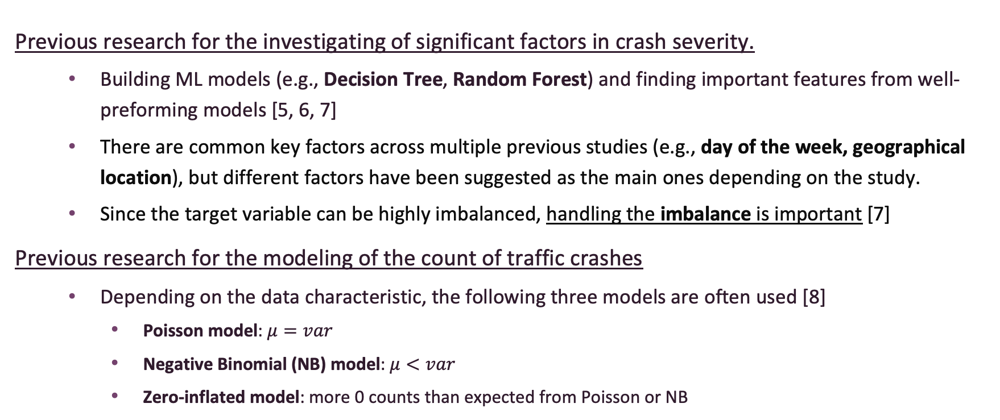 Previous research for the investigating of significant factors in crash severity.
• Building ML models (e.g., Decision Tree, Random Forest) and finding important features from well-
preforming models [5, 6, 7]
• There are common key factors across multiple previous studies (e.g., day of the week, geographical
location), but different factors have been suggested as the main ones depending on the study.
• Since the target variable can be highly imbalanced, handling the imbalance is important [7]
Previous research for the modeling of the count of traffic crashes
• Depending on the data characteristic, the following three models are often used [8]
• Poisson model: μ = var
• Negative Binomial (NB) model: μ < var
• Zero-inflated model: more 0 counts than expected from Poisson or NB